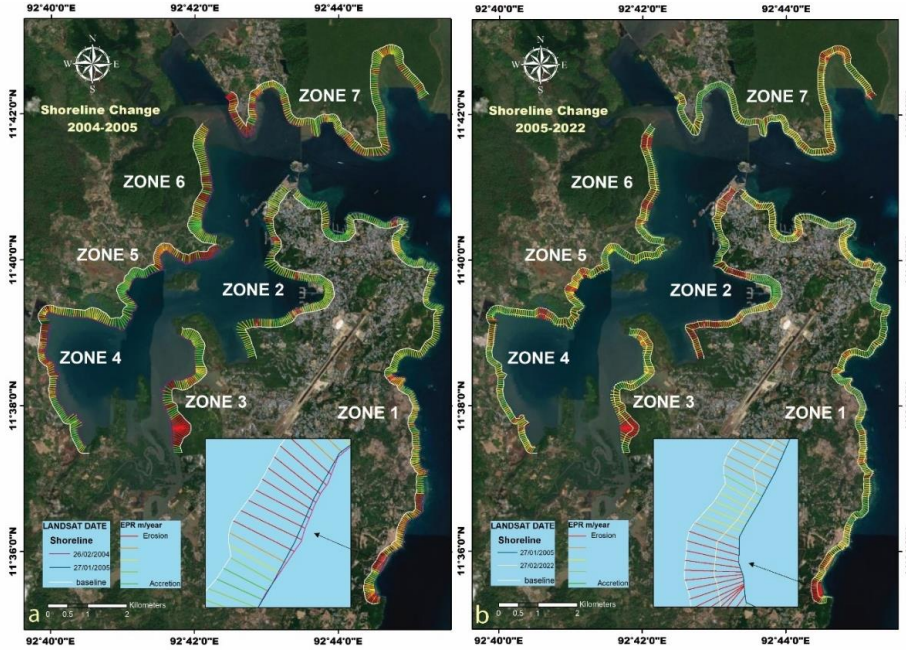 92°40'0"E 92°42'0"E 92°44'0"E
N
W E
S
Shoreline Change
2004-2005
ZONE 7
ZONE 6
ZONE 5
ZONE 2
ZONE 4
ZONE 3
ZONE 1
11°42'0"N
11°40'0"N
11°38'0"N
11°36'0"N
LANDSAT DATE
Shoreline
26/02/2004
27/01/2005
baseline
EPR m/year
Erosion
Accretion
Kilometers
0 0.5 1 2
a
92°40'0"E 92°42'0"E 92°44'0"E
92°40'0"E 92°42'0"E 92°44'0"E
N
W E
S
Shoreline Change
2005-2022
ZONE 7
ZONE 6
ZONE 5
ZONE 2
ZONE 4
ZONE 3
ZONE 1
11°42'0"N
11°40'0"N
11°38'0"N
11°36'0"N
LANDSAT DATE
Shoreline
27/01/2005
27/02/2022
baseline
EPR m/year
Erosion
Accretion
Kilometers
0 0.5 1 2
b
92°40'0"E 92°42'0"E 92°44'0"E